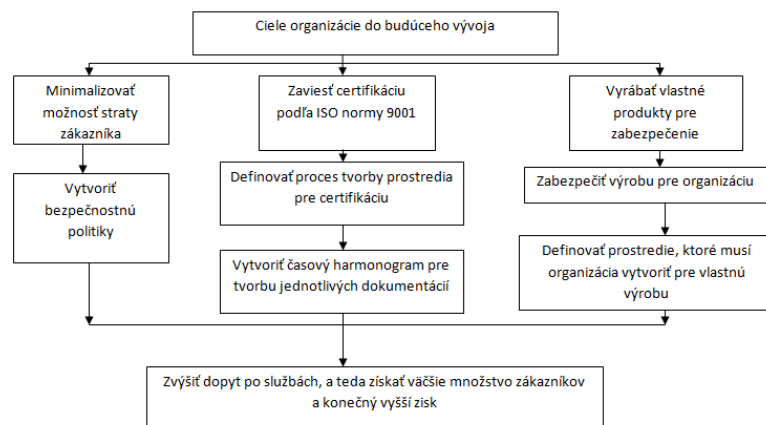 Ciele organizácie do budúceho vývoja
Minimalizovať
možnosť straty
zákazníka
Zaviesť certifikáciu
podľa ISO normy 9001
Vyrábať vlastné
produkty pre
zabezpečenie
Vytvoriť
bezpečnostnú
politiky
Definovať proces tvorby prostredia
pre certifikáciu
Zabezpečiť výrobu pre organizáciu
Vytvoriť časový harmonogram pre
tvorbu jednotlivých dokumentácií
Definovať prostredie, ktoré musí
organizácia vytvoriť pre vlastnú
výrobu
Zvýšiť dopyt po službách, a teda získať väčšie množstvo zákazníkov
a konečný vyšší zisk